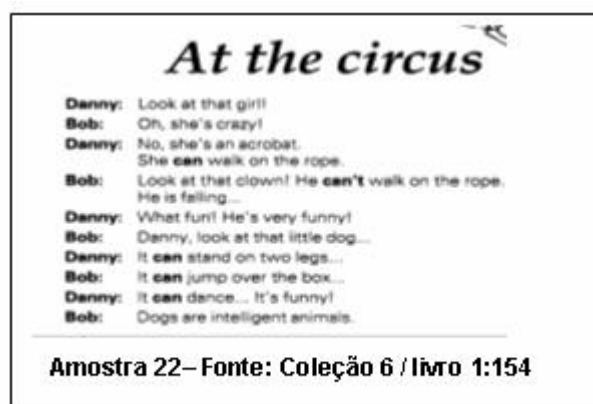 At the circus
Danny: Look at that girl!
Bob: Oh, she's crazy!
Danny: No, she's an acrobat.
She can walk on the rope.
Bob: Look at that clown! He can't walk on the rope.
He is falling...
Danny: What fun! He's very funny!
Bob: Danny, look at that little dog...
Danny: It can stand on two legs...
Bob: It can jump over the box...
Danny: It can dance... It's funny!
Bob: Dogs are intelligent animals.
Amostra 22– Fonte: Coleção 6 / livro 1:154